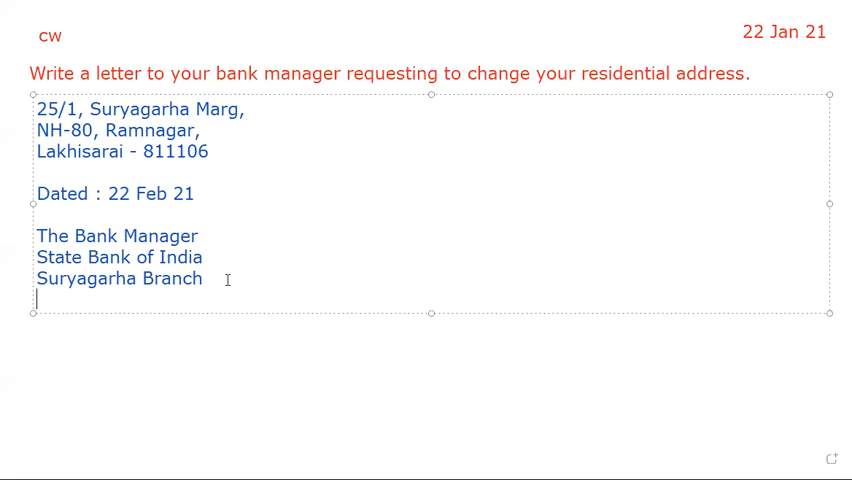 cw
22 Jan 21
Write a letter to your bank manager requesting to change your residential address.
25/1, Suryagarha Marg,
NH-80, Ramnagar,
Lakhisarai - 811106
Dated : 22 Feb 21
The Bank Manager
State Bank of India
Suryagarha Branch